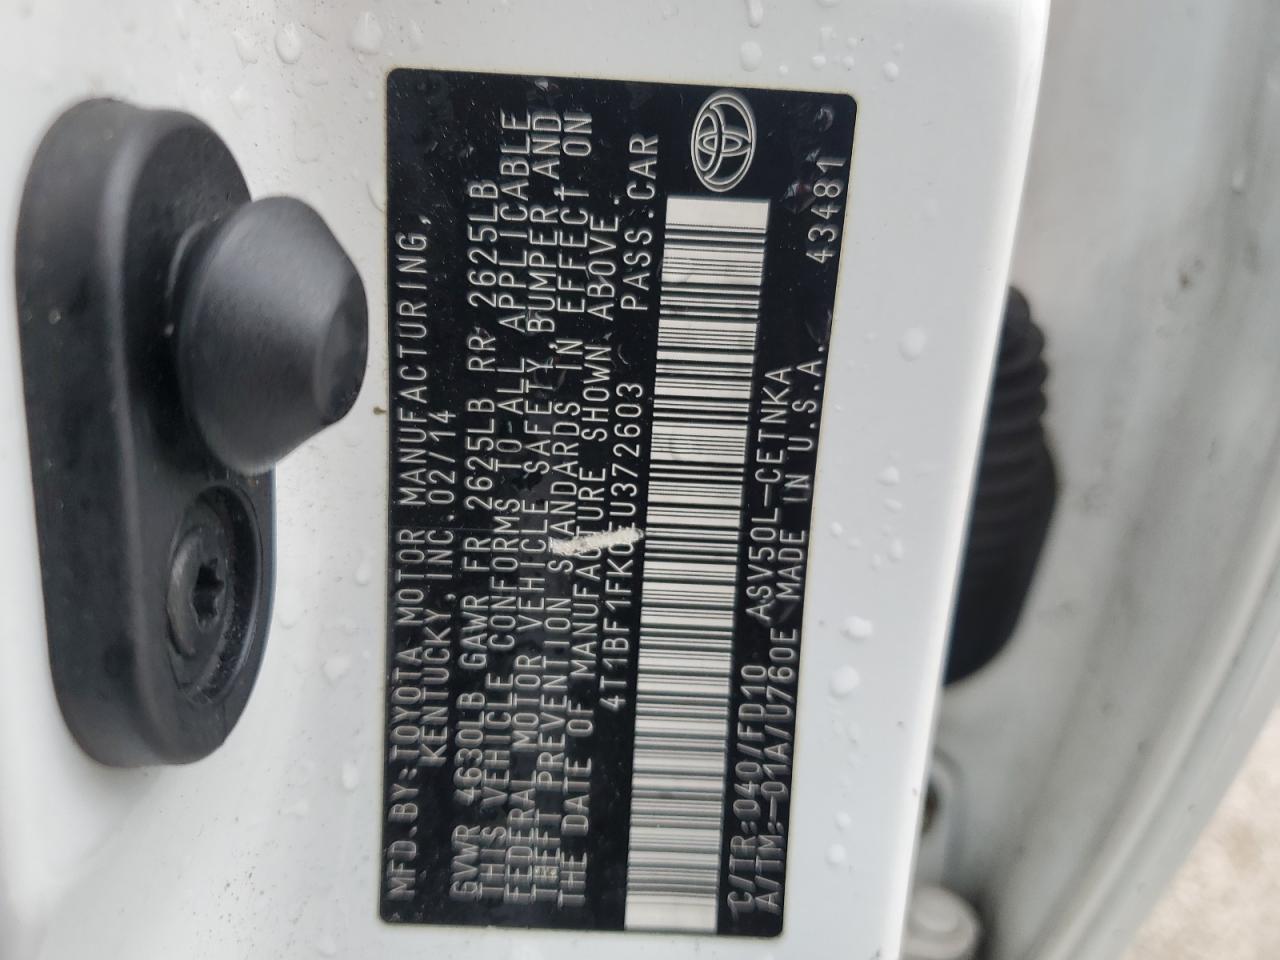 MFD.BY:TOYOTA MOTOR MANUFACTURING,
KENTUCKY, INC. 02/14
GVWR 4630LB GAWR FR 2625LB RR 2625LB
THIS VEHICLE CONFORMS TO ALL APPLICABLE
FEDERAL MOTOR VEHICLE SAFETY, BUMPER, AND
THEFT PREVENTION STANDARDS IN EFFECT ON
THE DATE OF MANUFACTURE SHOWN ABOVE.
4T1BF1FK0EU372603 PASS.CAR
C/TR:040/FD10 ASV50L-CETNKA
A/TM:-01A/U760E MADE IN U.S.A. 43481